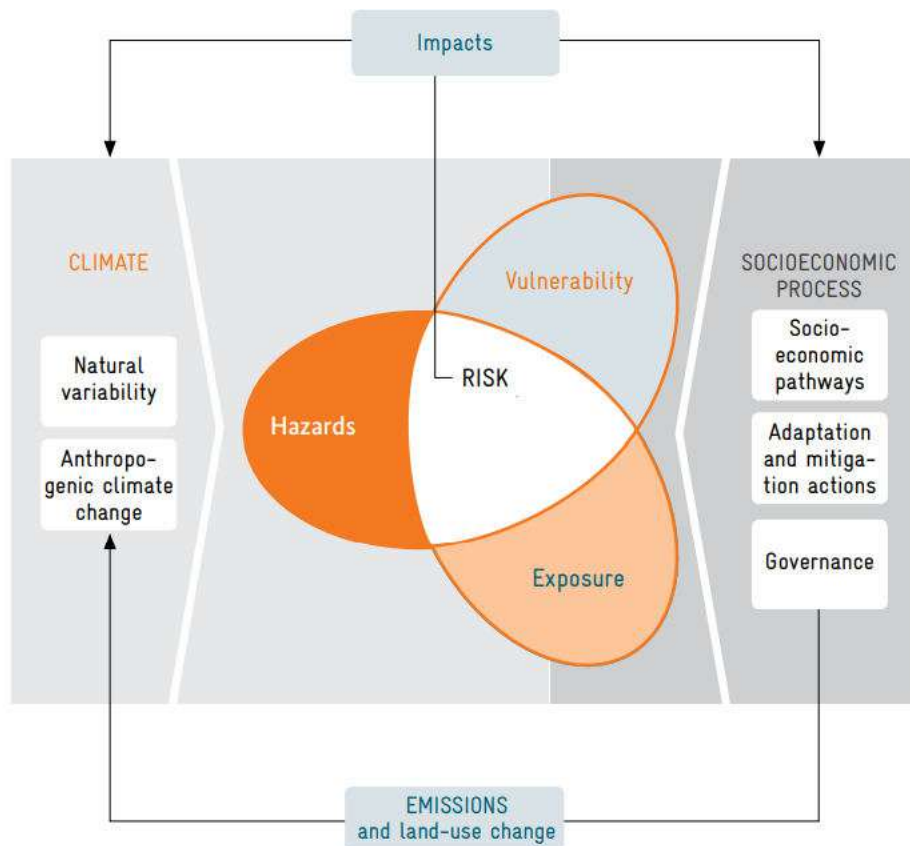 Impacts
CLIMATE
Natural
variability
Anthropo-
genic climate
change
Hazards
RISK
Vulnerability
Exposure
SOCIOECONOMIC
PROCESS
Socio-
economic
pathways
Adaptation
and mitiga-
tion actions
Governance
EMISSIONS
and land-use change